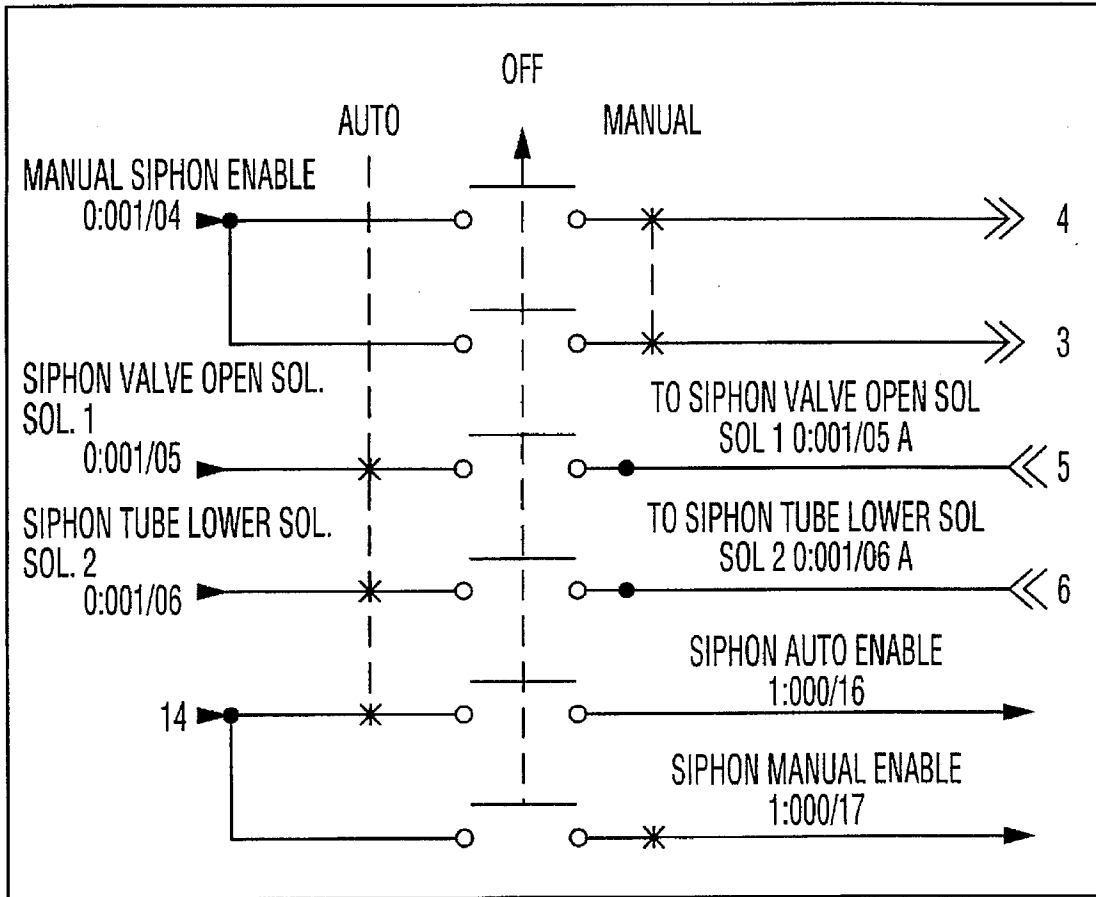 OFF
AUTO
MANUAL
MANUAL SIPHON ENABLE
0:001/04
4
3
SIPHON VALVE OPEN SOL.
SOL. 1
0:001/05
TO SIPHON VALVE OPEN SOL
SOL 1 0:001/05 A
5
SIPHON TUBE LOWER SOL.
SOL. 2
0:001/06
TO SIPHON TUBE LOWER SOL
SOL 2 0:001/06 A
6
SIPHON AUTO ENABLE
1:000/16
14
SIPHON MANUAL ENABLE
1:000/17